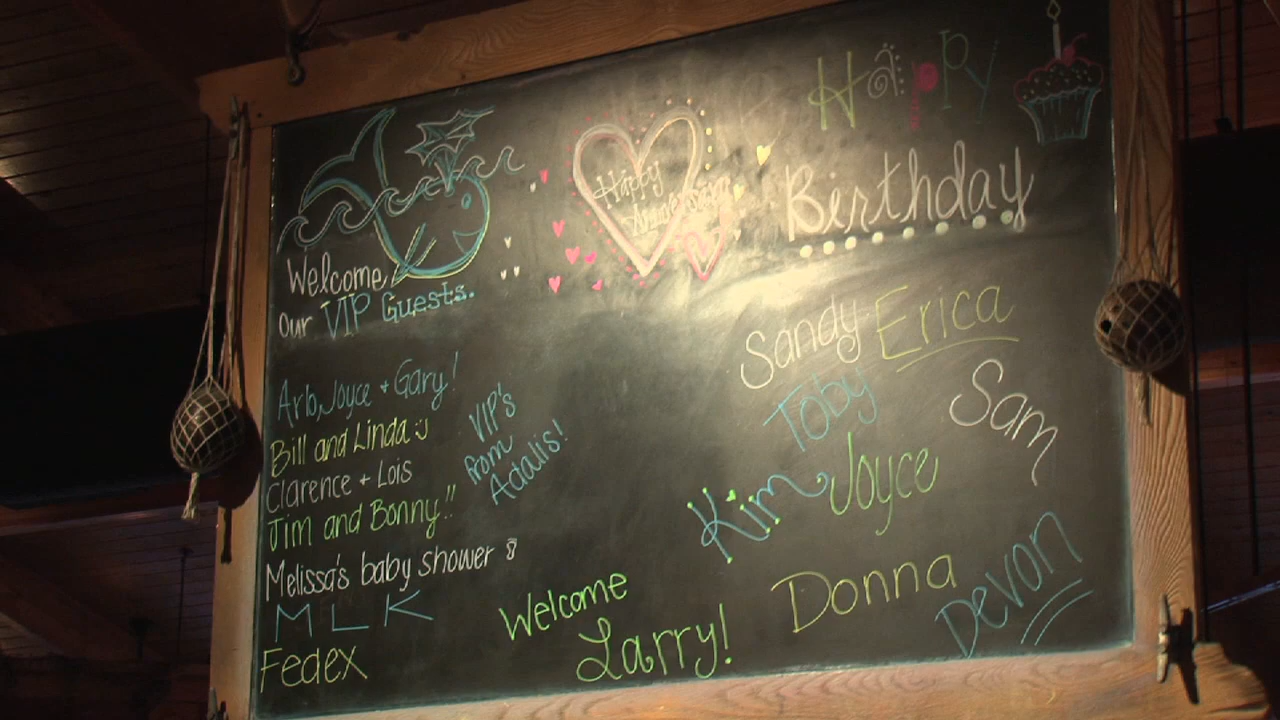 Welcome
Our VIP Guests.
Arlo, Joyce + Gary!
Bill and Linda :)
Clarence + Lois
Jim and Bonny!!
Melissa's baby shower
MLK
Fedex
VIP's
from
Adalis!
Welcome
Larry!
Happy
Anniversary
Happy
Birthday
Sandy Erica
Toby
Sam
Kim Joyce
Donna
Devon